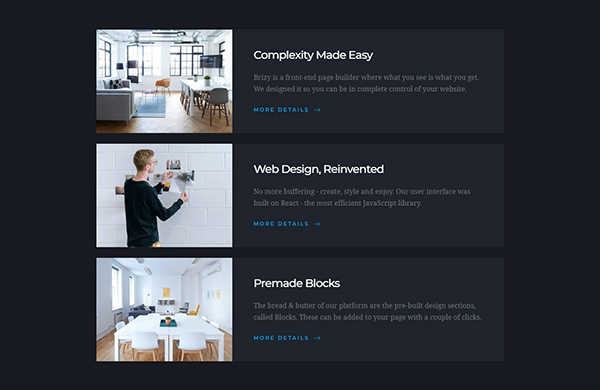 Complexity Made Easy
Brizy is a front-end page builder where what you see is what you get.
We designed it so you can be in complete control of your website.
MORE DETAILS →
Web Design, Reinvented
No more buffering - create, style and enjoy. Our user interface was
built on React - the most efficient JavaScript library.
MORE DETAILS →
Premade Blocks
The bread & butter of our platform are the pre-built design sections,
called Blocks. These can be added to your page with a couple of clicks.
MORE DETAILS →